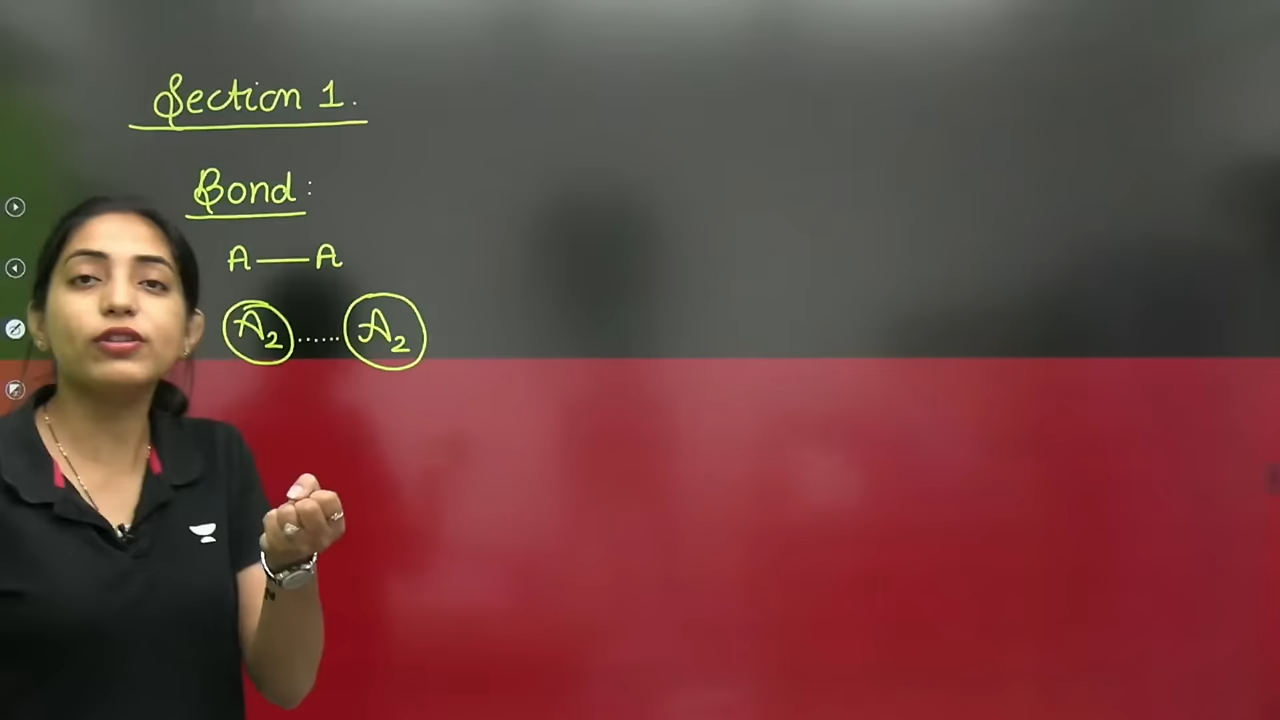 Section 1.
Bond:
A — A
A₂ ...... A₂